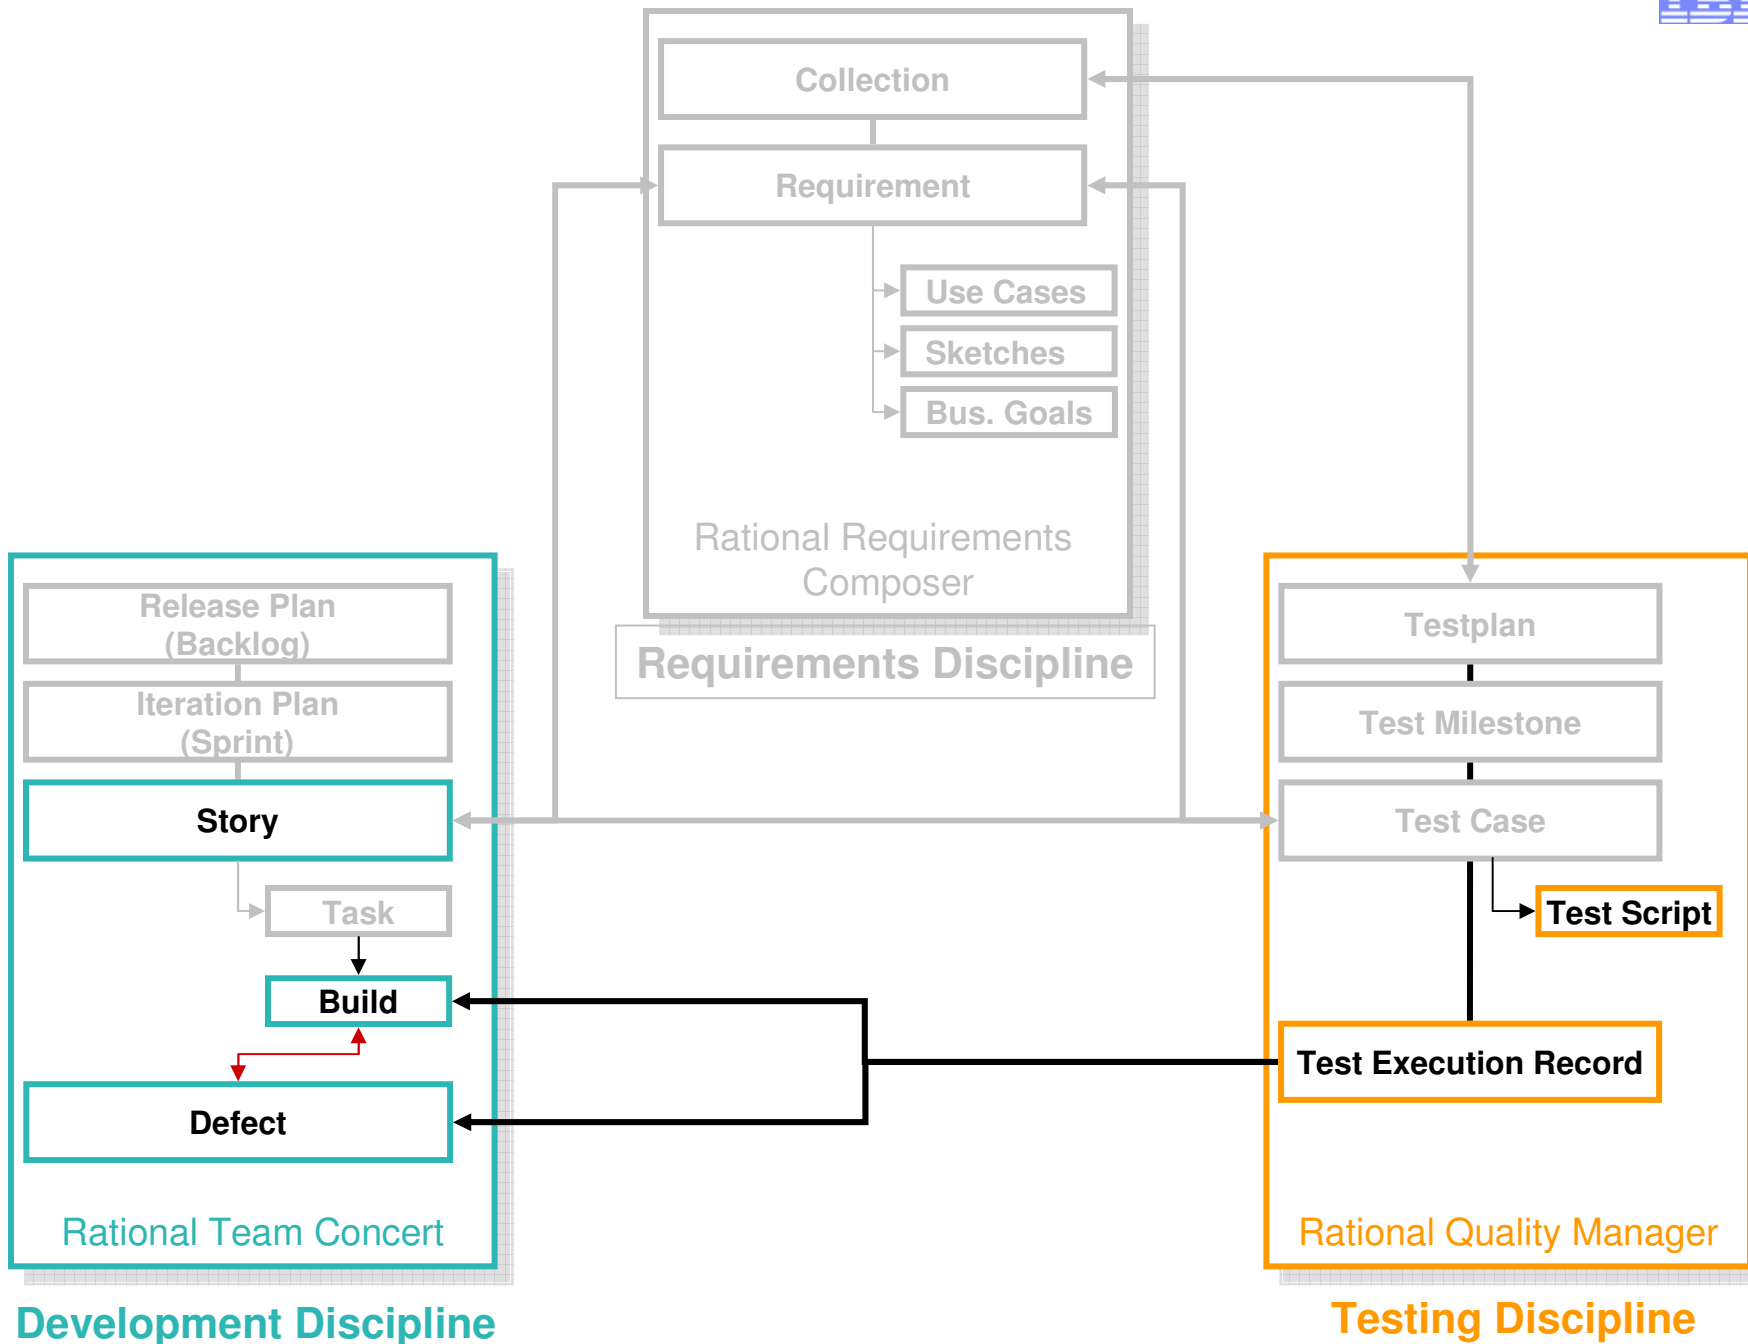 Collection
Requirement
Use Cases
Sketches
Bus. Goals
Rational Requirements
Composer
Requirements Discipline
Release Plan
(Backlog)
Iteration Plan
(Sprint)
Story
Task
Build
Defect
Rational Team Concert
Development Discipline
Testplan
Test Milestone
Test Case
Test Script
Test Execution Record
Rational Quality Manager
Testing Discipline